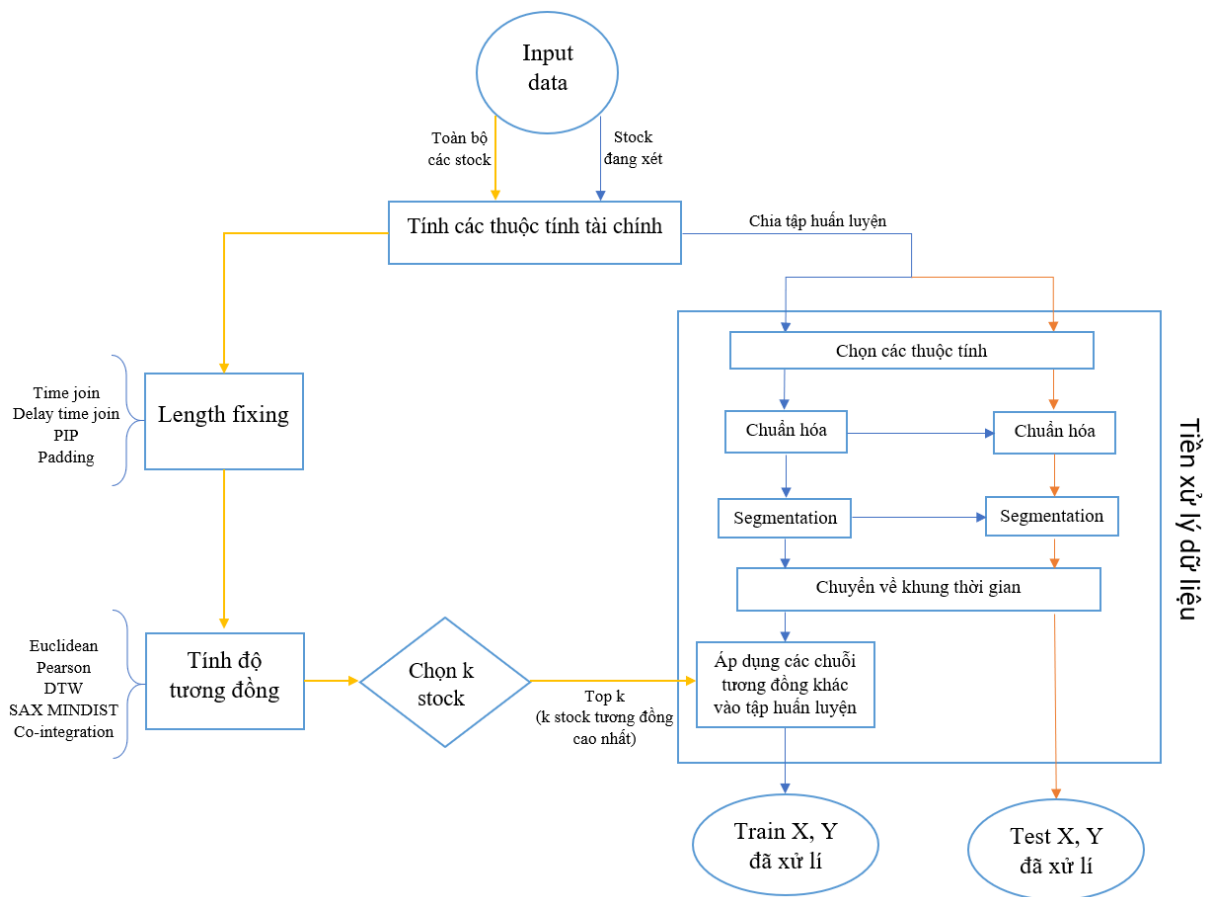 Input
data
Toàn bộ
các stock
Stock
đang xét
Tính các thuộc tính tài chính
Chia tập huấn luyện
Time join
Delay time join
PIP
Padding
Length fixing
Euclidean
Pearson
DTW
SAX MINDIST
Co-integration
Tính độ
tương đồng
Chọn k
stock
Top k
(k stock tương đồng
cao nhất)
Chọn các thuộc tính
Chuẩn hóa
Chuẩn hóa
Segmentation
Segmentation
Chuyển về khung thời gian
Áp dụng các chuỗi
tương đồng khác
vào tập huấn luyện
Tiền xử lý dữ liệu
Train X, Y
đã xử lí
Test X, Y
đã xử lí